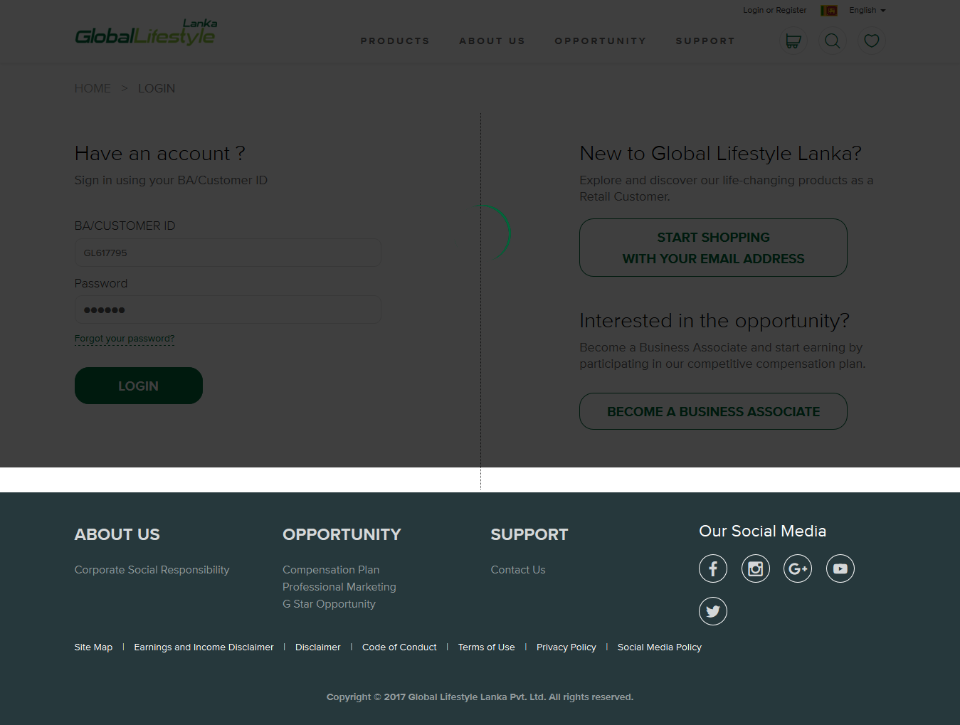 Login or Register English
Lanka
GlobalLifestyle
PRODUCTS ABOUT US OPPORTUNITY SUPPORT
HOME > LOGIN
Have an account ?
Sign in using your BA/Customer ID
BA/CUSTOMER ID
GL617795
Password
●●●●●●
Forgot your password?
LOGIN
New to Global Lifestyle Lanka?
Explore and discover our life-changing products as a
Retail Customer.
START SHOPPING
WITH YOUR EMAIL ADDRESS
Interested in the opportunity?
Become a Business Associate and start earning by
participating in our competitive compensation plan.
BECOME A BUSINESS ASSOCIATE
ABOUT US
Corporate Social Responsibility
OPPORTUNITY
Compensation Plan
Professional Marketing
G Star Opportunity
SUPPORT
Contact Us
Our Social Media
Site Map | Earnings and Income Disclaimer | Disclaimer | Code of Conduct | Terms of Use | Privacy Policy | Social Media Policy
Copyright © 2017 Global Lifestyle Lanka Pvt. Ltd. All rights reserved.